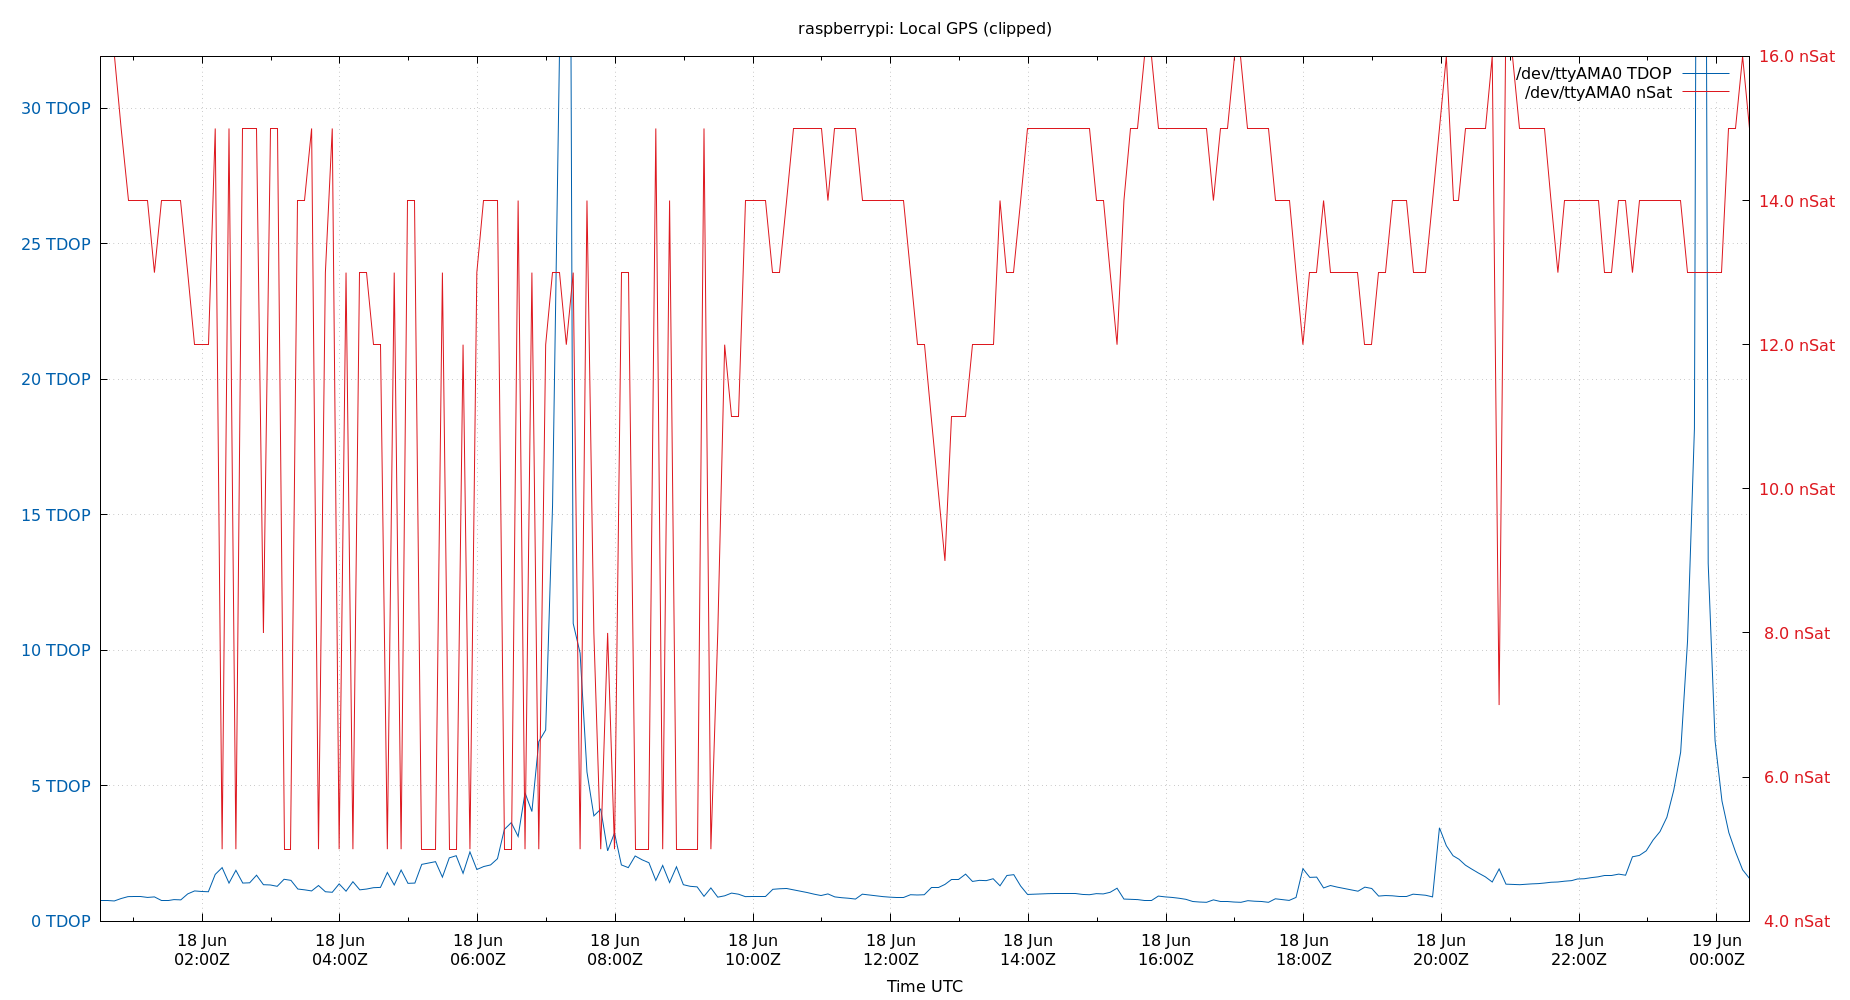 raspberrypi: Local GPS (clipped)
/dev/ttyAMA0 TDOP
/dev/ttyAMA0 nSat
30 TDOP
25 TDOP
20 TDOP
15 TDOP
10 TDOP
5 TDOP
0 TDOP
16.0 nSat
14.0 nSat
12.0 nSat
10.0 nSat
8.0 nSat
6.0 nSat
4.0 nSat
18 Jun
02:00Z
18 Jun
04:00Z
18 Jun
06:00Z
18 Jun
08:00Z
18 Jun
10:00Z
18 Jun
12:00Z
18 Jun
14:00Z
18 Jun
16:00Z
18 Jun
18:00Z
18 Jun
20:00Z
18 Jun
22:00Z
19 Jun
00:00Z
Time UTC